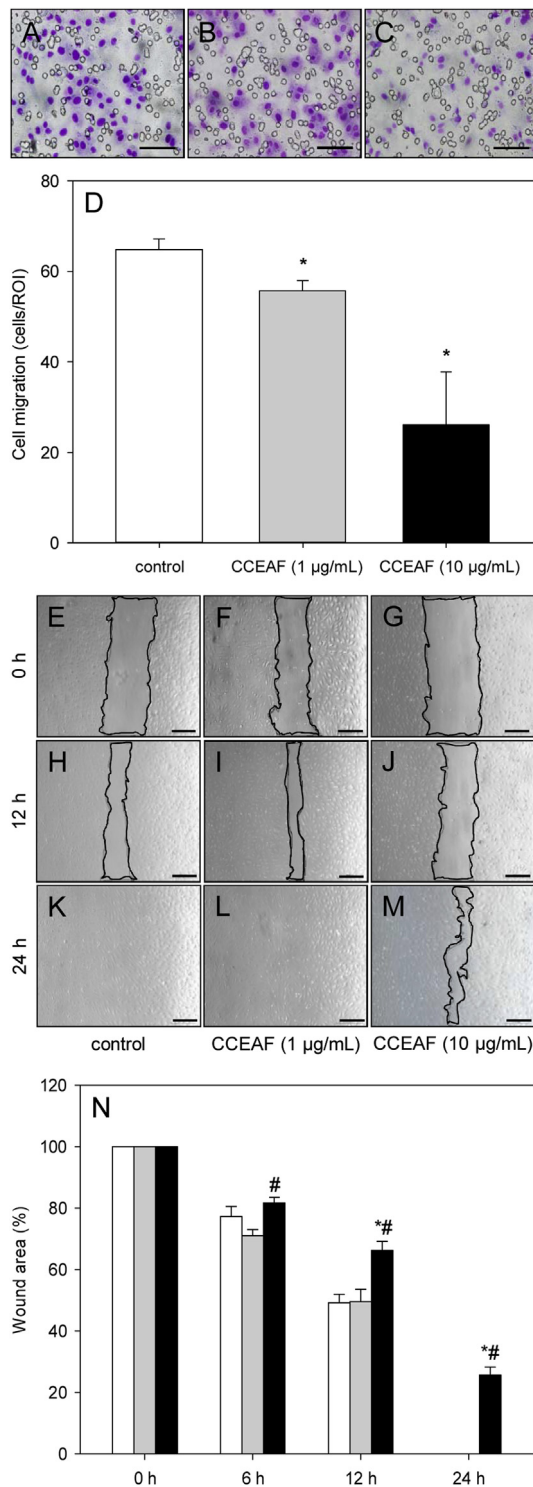 A B C
D
Cell migration (cells/ROI)
80
60
*
40
*
20
0
control CCEAF (1 µg/mL) CCEAF (10 µg/mL)
0 h
E F G
12 h
H I J
24 h
K L M
control CCEAF (1 µg/mL) CCEAF (10 µg/mL)
N
Wound area (%)
120
100
80
#
60
*#
40
*#
20
0
0 h 6 h 12 h 24 h